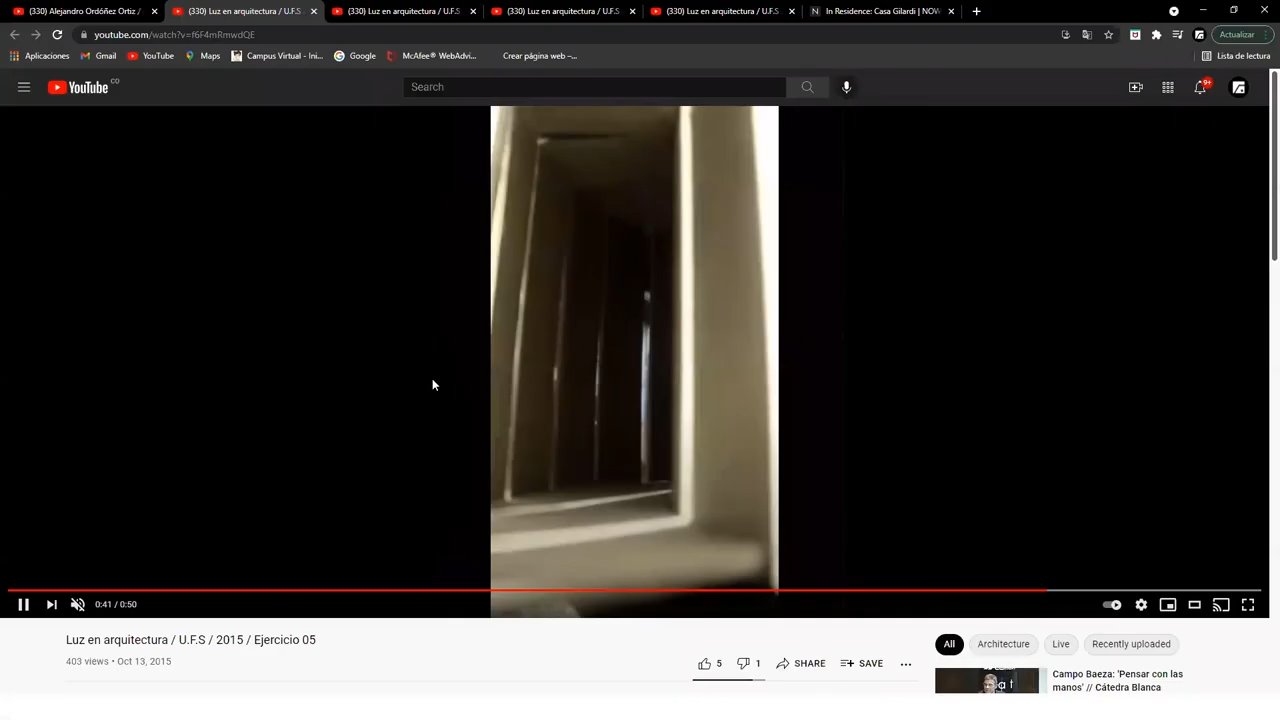 (330) Alejandro Ordóñez Ortiz /
(330) Luz en arquitectura / U.F.S
(330) Luz en arquitectura / U.F.S
(330) Luz en arquitectura / U.F.S
(330) Luz en arquitectura / U.F.S
In Residence: Casa Gilardi | NOW
youtube.com/watch?v=f6F4mRmwdQE
Actualizar
Aplicaciones
Gmail
YouTube
Maps
Campus Virtual - Ini...
Google
McAfee® WebAdvi...
Crear página web –...
Lista de lectura
YouTube CO
Search
9+
0:41 / 0:50
Luz en arquitectura / U.F.S / 2015 / Ejercicio 05
403 views • Oct 13, 2015
5
1
SHARE
SAVE
All
Architecture
Live
Recently uploaded
Campo Baeza: 'Pensar con las
manos' // Cátedra Blanca